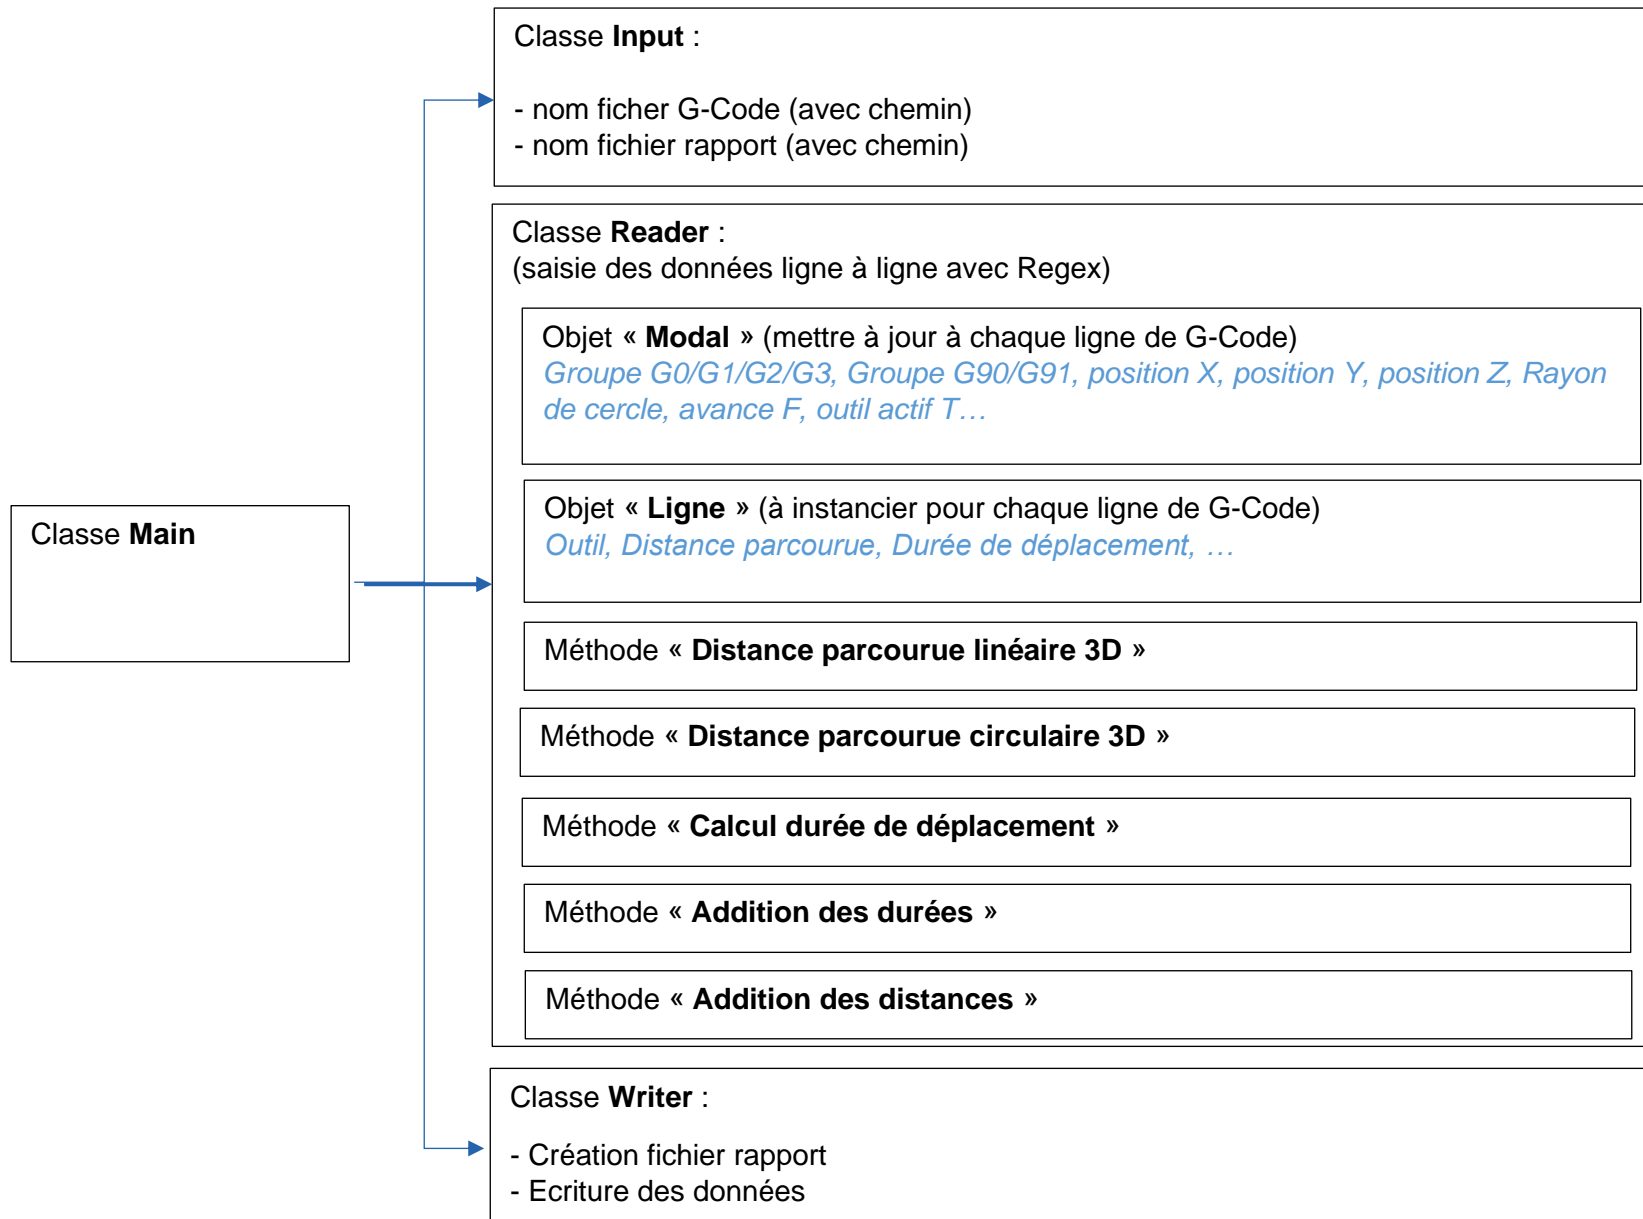 Classe Input :
- nom ficher G-Code (avec chemin)
- nom fichier rapport (avec chemin)
Classe Reader :
(saisie des données ligne à ligne avec Regex)
Objet « Modal » (mettre à jour à chaque ligne de G-Code)
Groupe G0/G1/G2/G3, Groupe G90/G91, position X, position Y, position Z, Rayon
de cercle, avance F, outil actif T…
Objet « Ligne » (à instancier pour chaque ligne de G-Code)
Outil, Distance parcourue, Durée de déplacement, …
Classe Main
Méthode « Distance parcourue linéaire 3D »
Méthode « Distance parcourue circulaire 3D »
Méthode « Calcul durée de déplacement »
Méthode « Addition des durées »
Méthode « Addition des distances »
Classe Writer :
- Création fichier rapport
- Ecriture des données